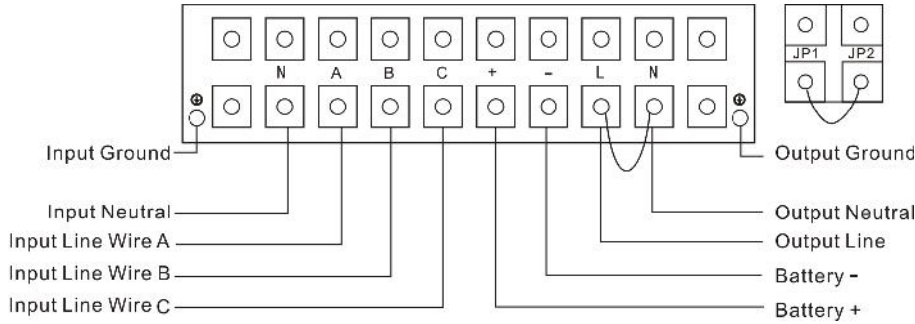 JP1 JP2
N A B C + - L N
Input Ground
Output Ground
Input Neutral
Output Neutral
Input Line Wire A
Output Line
Input Line Wire B
Battery -
Input Line Wire C
Battery +